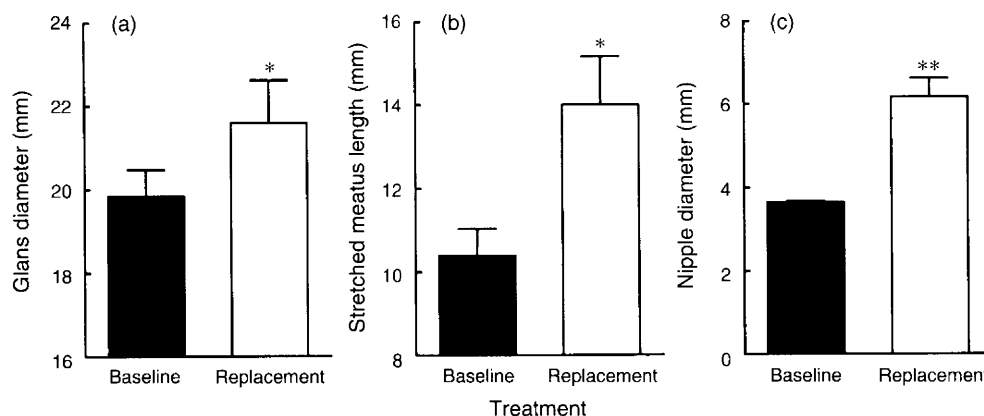 (a)
Glans diameter (mm)
24
22
20
18
16
*
Baseline
Replacement
(b)
Stretched meatus length (mm)
16
14
12
10
8
*
Baseline
Replacement
Treatment
(c)
Nipple diameter (mm)
8
6
4
2
0
**
Baseline
Replacement